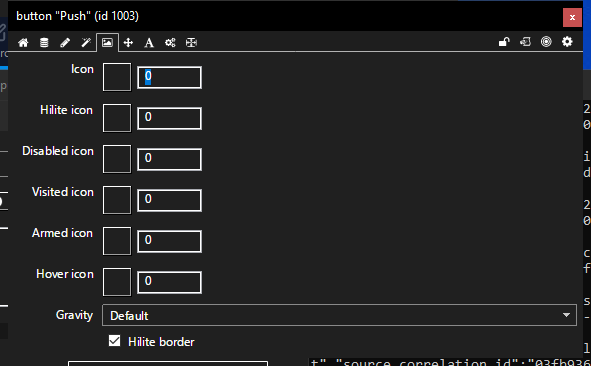 button "Push" (id 1003)
x
A
Icon
0
Hilite icon
0
Disabled icon
0
Visited icon
0
Armed icon
0
Hover icon
0
Gravity
Default
Hilite border
t" "source correlation id":"03fb936